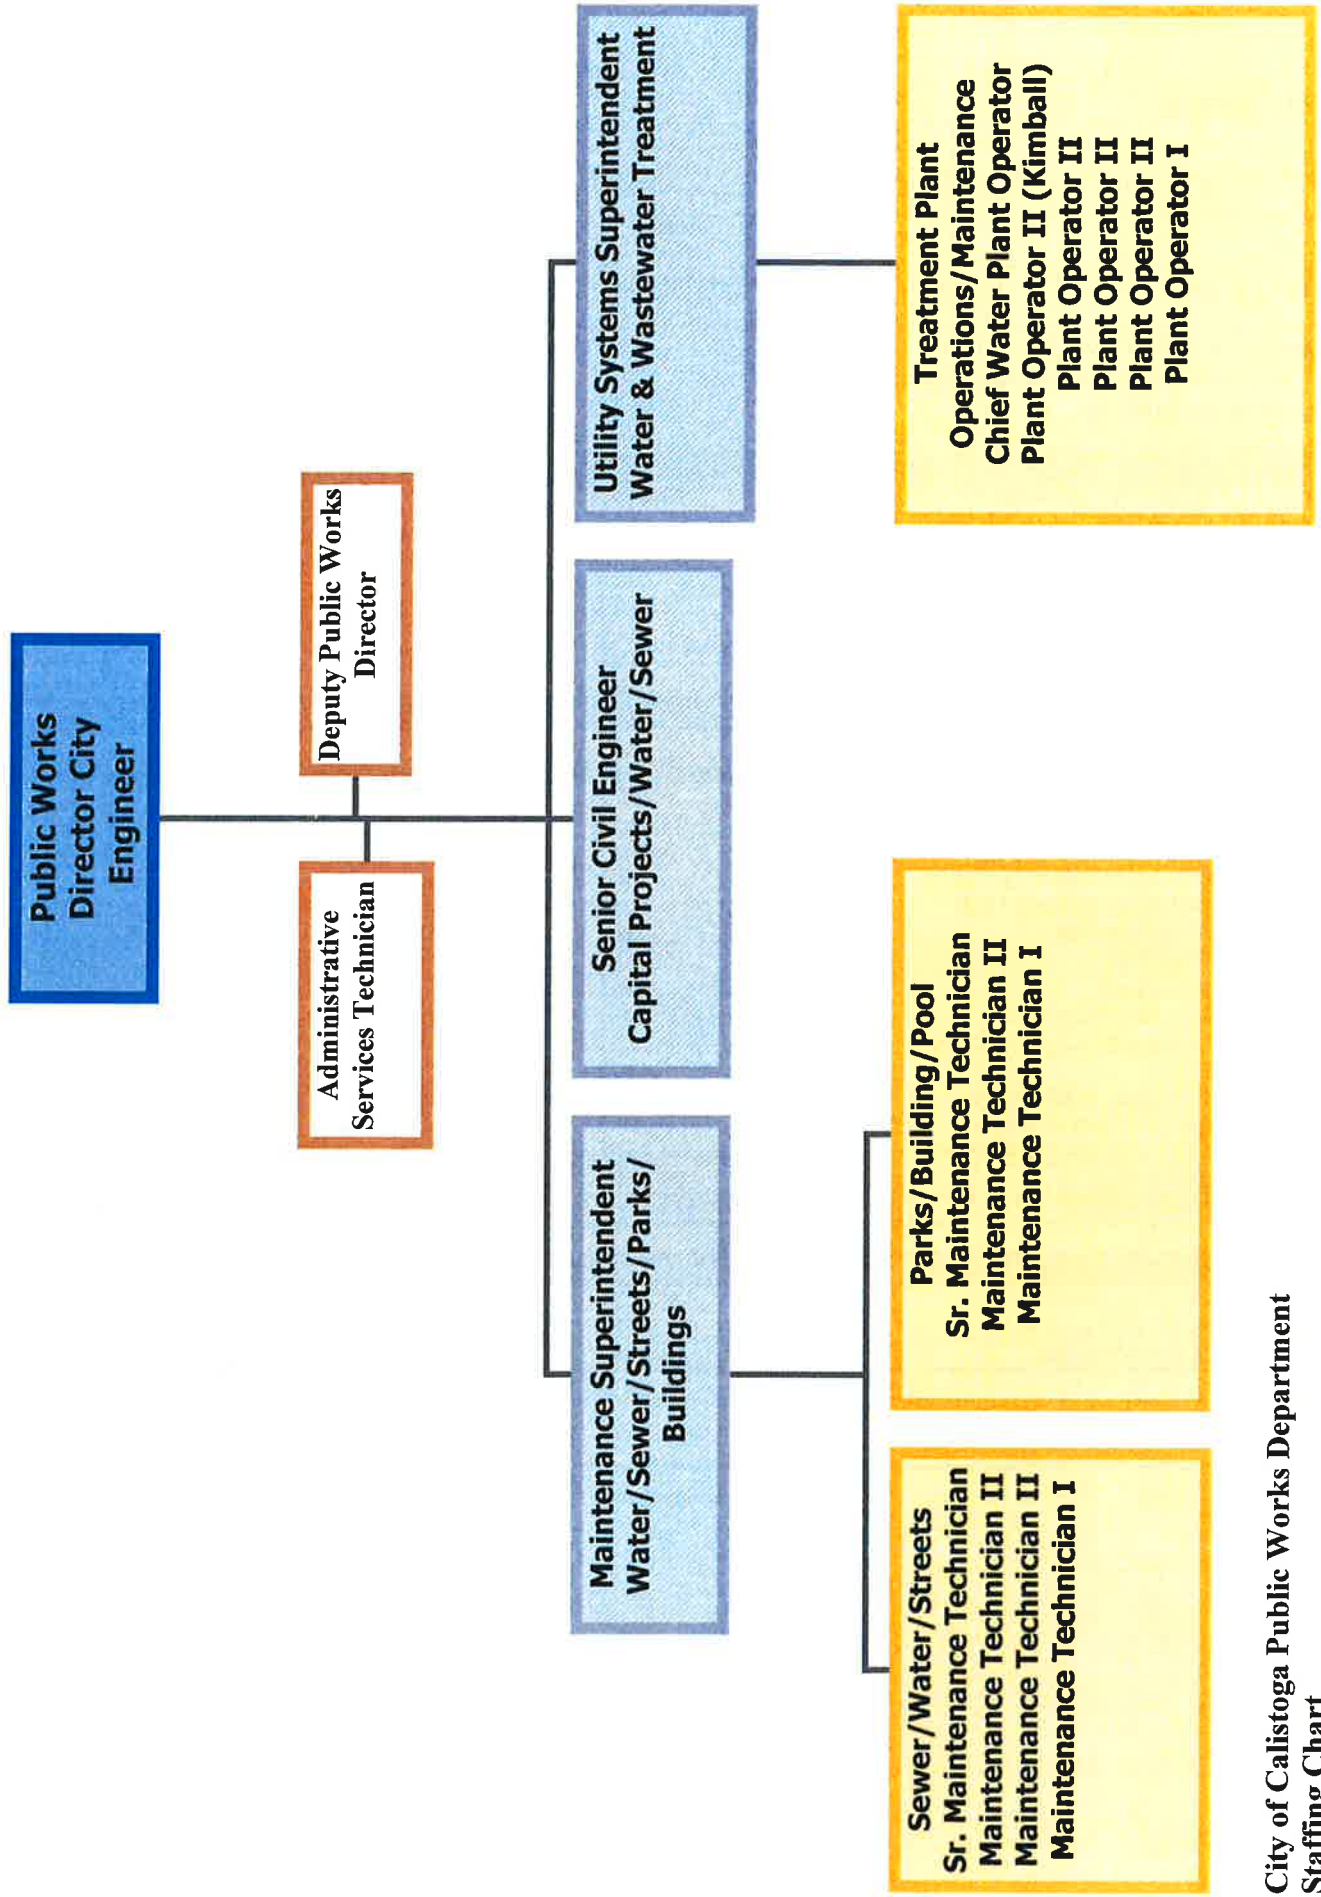 Public Works
Director City
Engineer
Administrative
Services Technician
Deputy Public Works
Director
Maintenance Superintendent
Water/Sewer/Streets/Parks/
Buildings
Senior Civil Engineer
Capital Projects/Water/Sewer
Utility Systems Superintendent
Water & Wastewater Treatment
Sewer/Water/Streets
Sr. Maintenance Technician
Maintenance Technician II
Maintenance Technician II
Maintenance Technician I
Parks/Building/Pool
Sr. Maintenance Technician
Maintenance Technician II
Maintenance Technician I
Treatment Plant
Operations/Maintenance
Chief Water Plant Operator
Plant Operator II (Kimball)
Plant Operator II
Plant Operator II
Plant Operator II
Plant Operator I
City of Calistoga Public Works Department
Staffing Chart